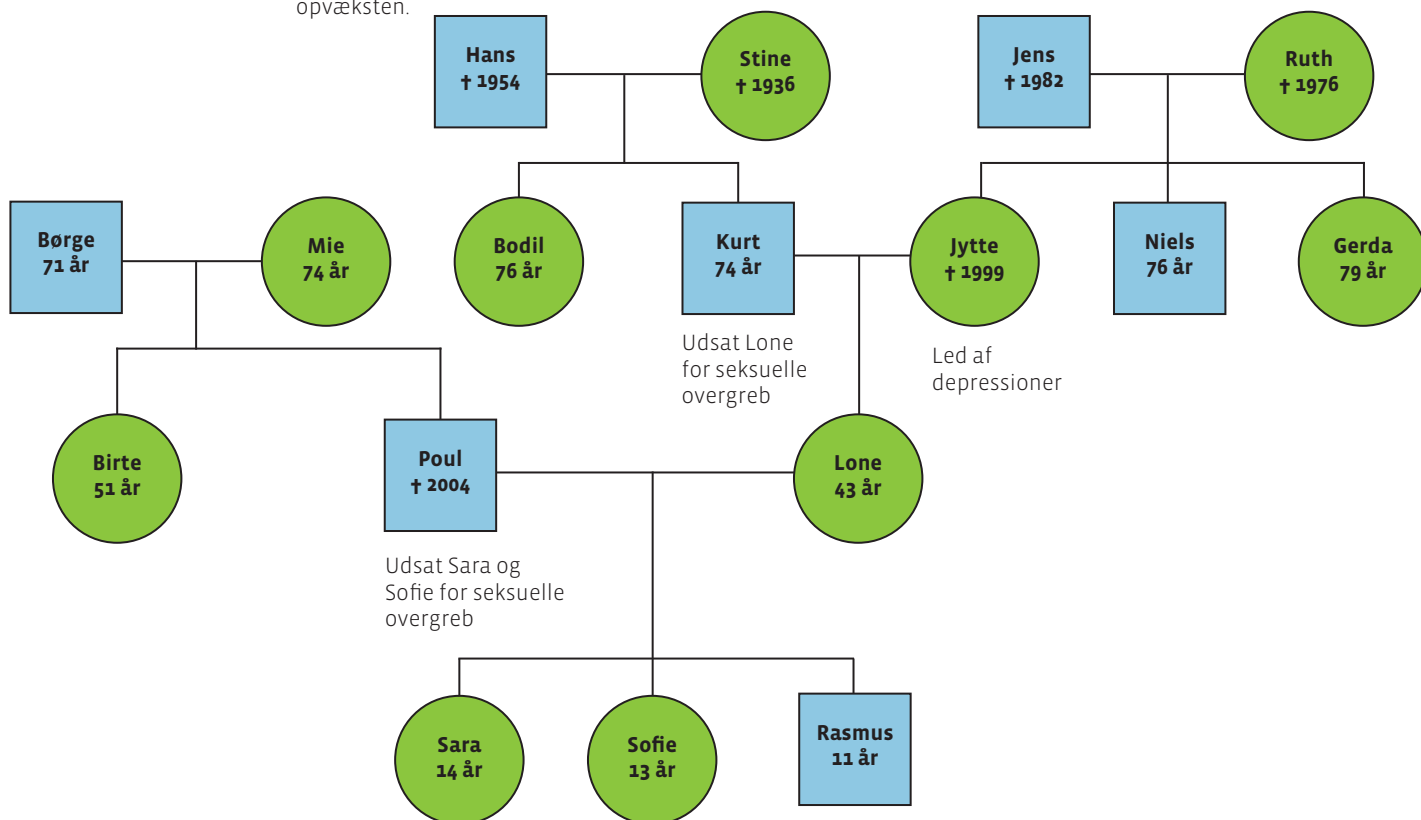 opvæksten.
Hans
† 1954
Stine
† 1936
Jens
† 1982
Ruth
† 1976
Børge
71 år
Mie
74 år
Bodil
76 år
Kurt
74 år
Jytte
† 1999
Niels
76 år
Gerda
79 år
Udsat Lone
for seksuelle
overgreb
Led af
depressioner
Birte
51 år
Poul
† 2004
Lone
43 år
Udsat Sara og
Sofie for seksuelle
overgreb
Sara
14 år
Sofie
13 år
Rasmus
11 år